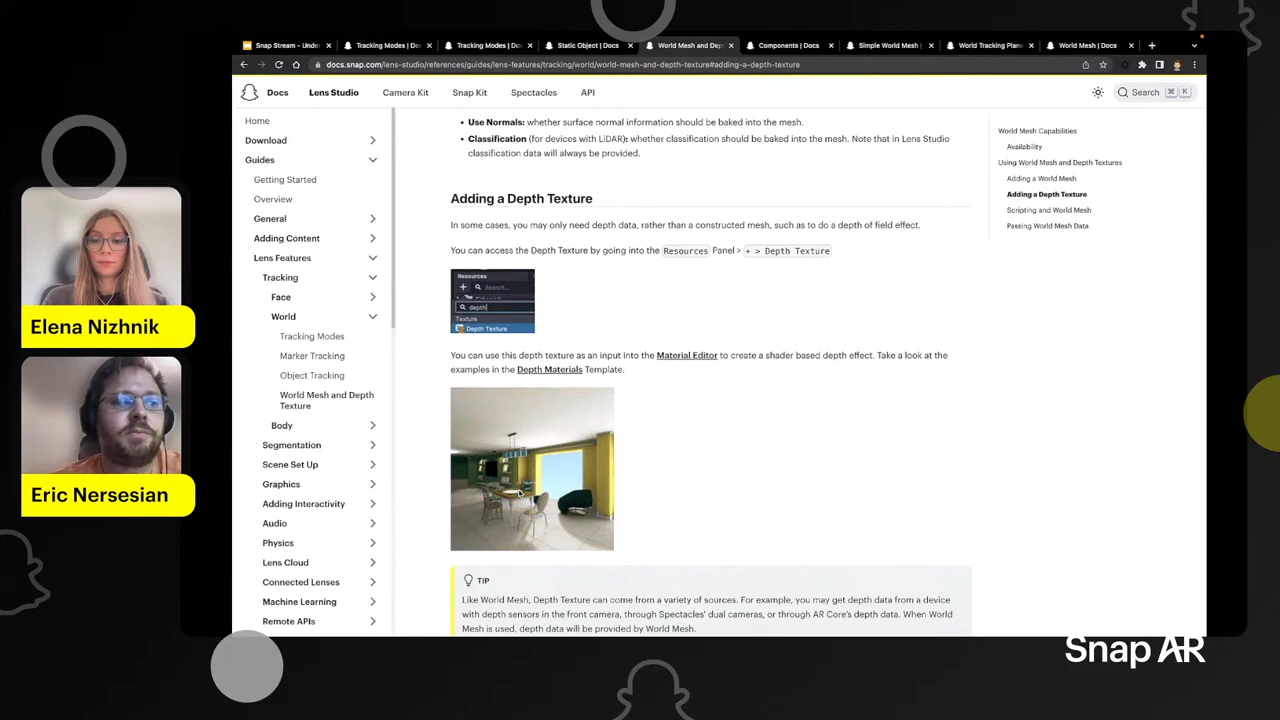 Snap Stream - Unde
Tracking Modes | Doc
Tracking Modes | Doc
Static Object | Docs
World Mesh and Dep
Components | Docs
Simple World Mesh |
World Tracking Plane
World Mesh | Docs
docs.snap.com/lens-studio/references/guides/lens-features/tracking/world/world-mesh-and-depth-texture#adding-a-depth-texture
Docs
Lens Studio
Camera Kit
Snap Kit
Spectacles
API
Search
⌘
K
Home
Download
Guides
Getting Started
Overview
General
Adding Content
Lens Features
Tracking
Face
World
Tracking Modes
Marker Tracking
Object Tracking
World Mesh and Depth
Texture
Body
Segmentation
Scene Set Up
Graphics
Adding Interactivity
Audio
Physics
Lens Cloud
Connected Lenses
Machine Learning
Remote APIs
• Use Normals: whether surface normal information should be baked into the mesh.
• Classification (for devices with LiDAR): whether classification should be baked into the mesh. Note that in Lens Studio
classification data will always be provided.
Adding a Depth Texture
In some cases, you may only need depth data, rather than a constructed mesh, such as to do a depth of field effect.
You can access the Depth Texture by going into the Resources Panel > + > Depth Texture
Resources
+ Search...
depth
Texture
Depth Texture
You can use this depth texture as an input into the Material Editor to create a shader based depth effect. Take a look at the
examples in the Depth Materials Template.
TIP
Like World Mesh, Depth Texture can come from a variety of sources. For example, you may get depth data from a device
with depth sensors in the front camera, through Spectacles' dual cameras, or through AR Core's depth data. When World
Mesh is used, depth data will be provided by World Mesh.
World Mesh Capabilities
Availability
Using World Mesh and Depth Textures
Adding a World Mesh
Adding a Depth Texture
Scripting and World Mesh
Passing World Mesh Data
Elena Nizhnik
Eric Nersesian
Snap AR